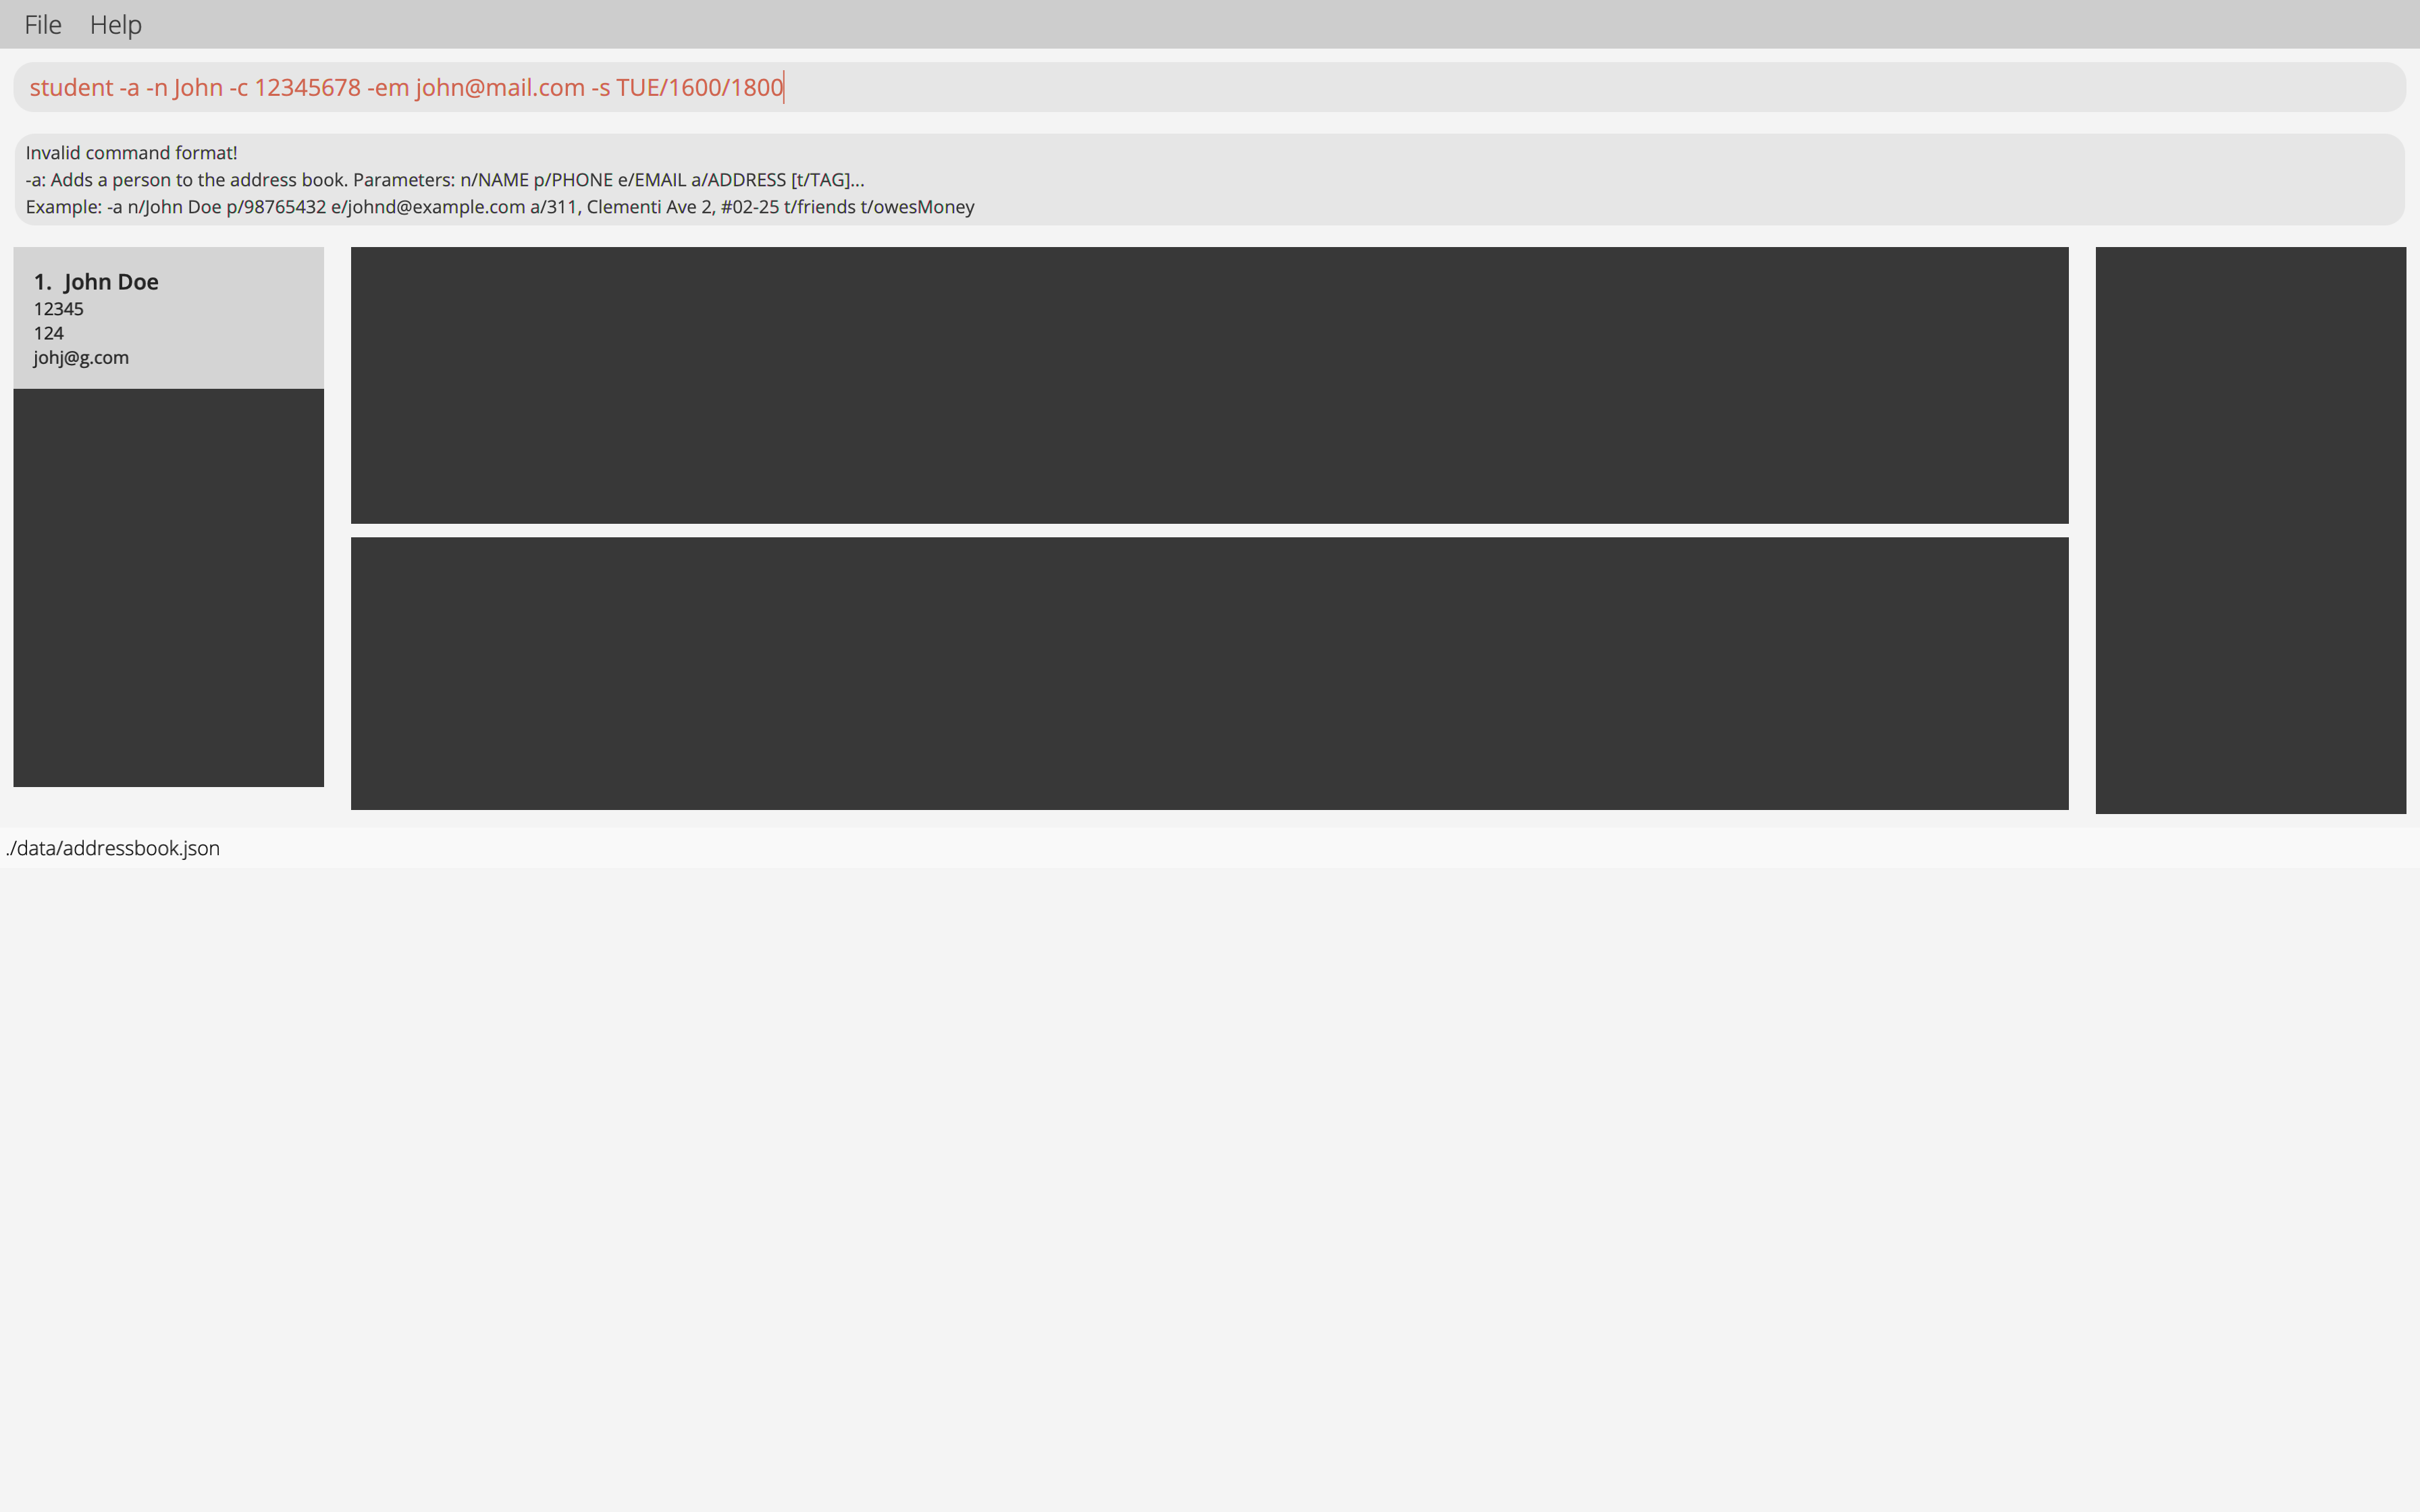 File Help
student -a -n John -c 12345678 -em john@mail.com -s TUE/1600/1800
Invalid command format!
-a: Adds a person to the address book. Parameters: n/NAME p/PHONE e/EMAIL a/ADDRESS [t/TAG]...
Example: -a n/John Doe p/98765432 e/johnd@example.com a/311, Clementi Ave 2, #02-25 t/friends t/owesMoney
1. John Doe
12345
124
johj@g.com
./data/addressbook.json